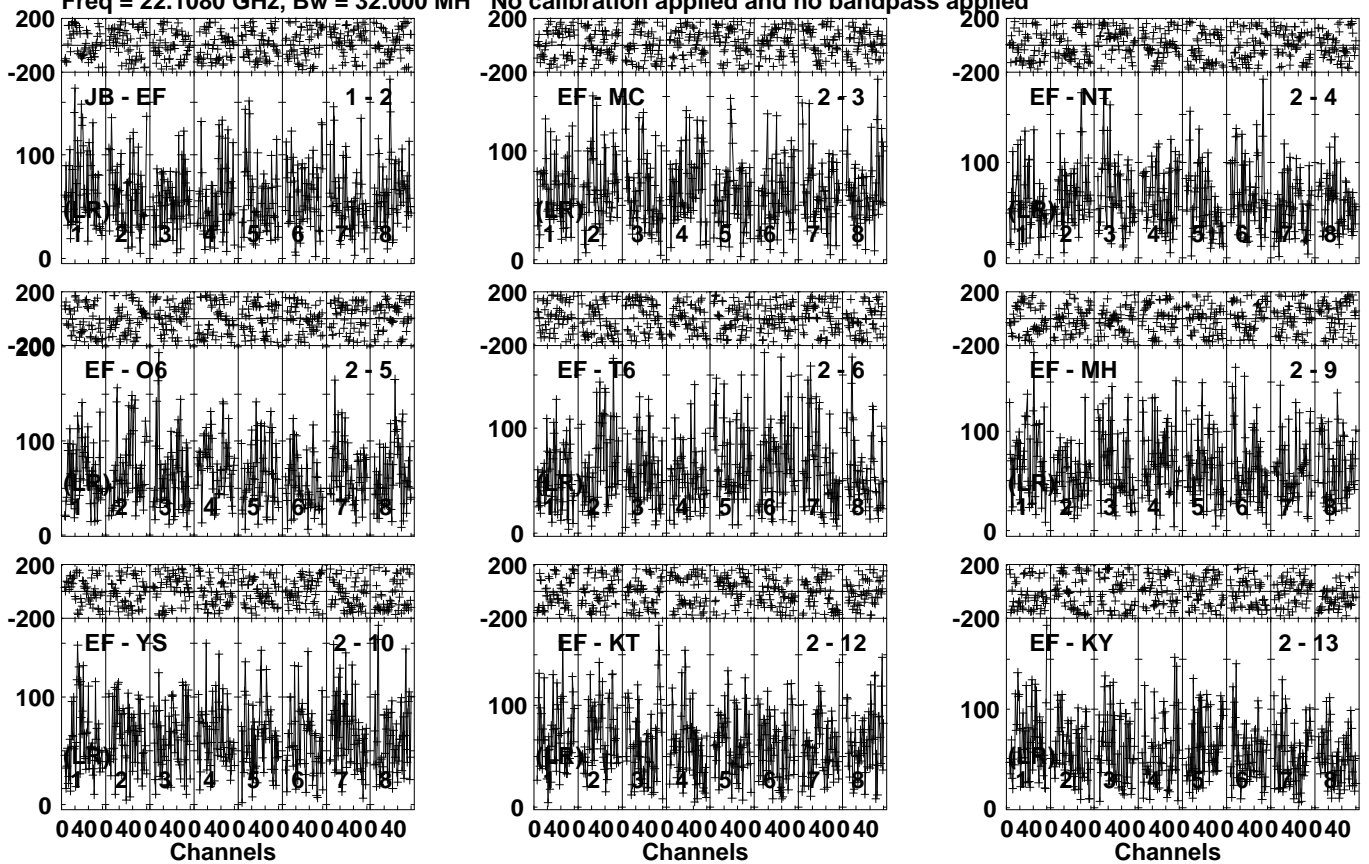 Freq = 22.1080 GHz, Bw = 32.000 MH No calibration applied and no bandpass applied
200
-200
JB - EF 1 - 2
100
(LR)
1 2 3 4 5 6 7 8
0
200
-200
EF - MC 2 - 3
100
(LR)
1 2 3 4 5 6 7 8
0
200
-200
EF - NT 2 - 4
100
(LR)
1 2 3 4 5 6 7 8
0
200
-200
200
EF - O6 2 - 5
100
(LR)
1 2 3 4 5 6 7 8
0
200
-200
EF - T6 2 - 6
100
(LR)
1 2 3 4 5 6 7 8
0
200
-200
EF - MH 2 - 9
100
(LR)
1 2 3 4 5 6 7 8
0
200
-200
EF - YS 2 - 10
100
(LR)
1 2 3 4 5 6 7 8
0
0 40 0 40 0 40 0 40 0 40 0 40 0 40 0 40
Channels
200
-200
EF - KT 2 - 12
100
(LR)
1 2 3 4 5 6 7 8
0
0 40 0 40 0 40 0 40 0 40 0 40 0 40 0 40
Channels
200
-200
EF - KY 2 - 13
100
(LR)
1 2 3 4 5 6 7 8
0
0 40 0 40 0 40 0 40 0 40 0 40 0 40 0 40
Channels